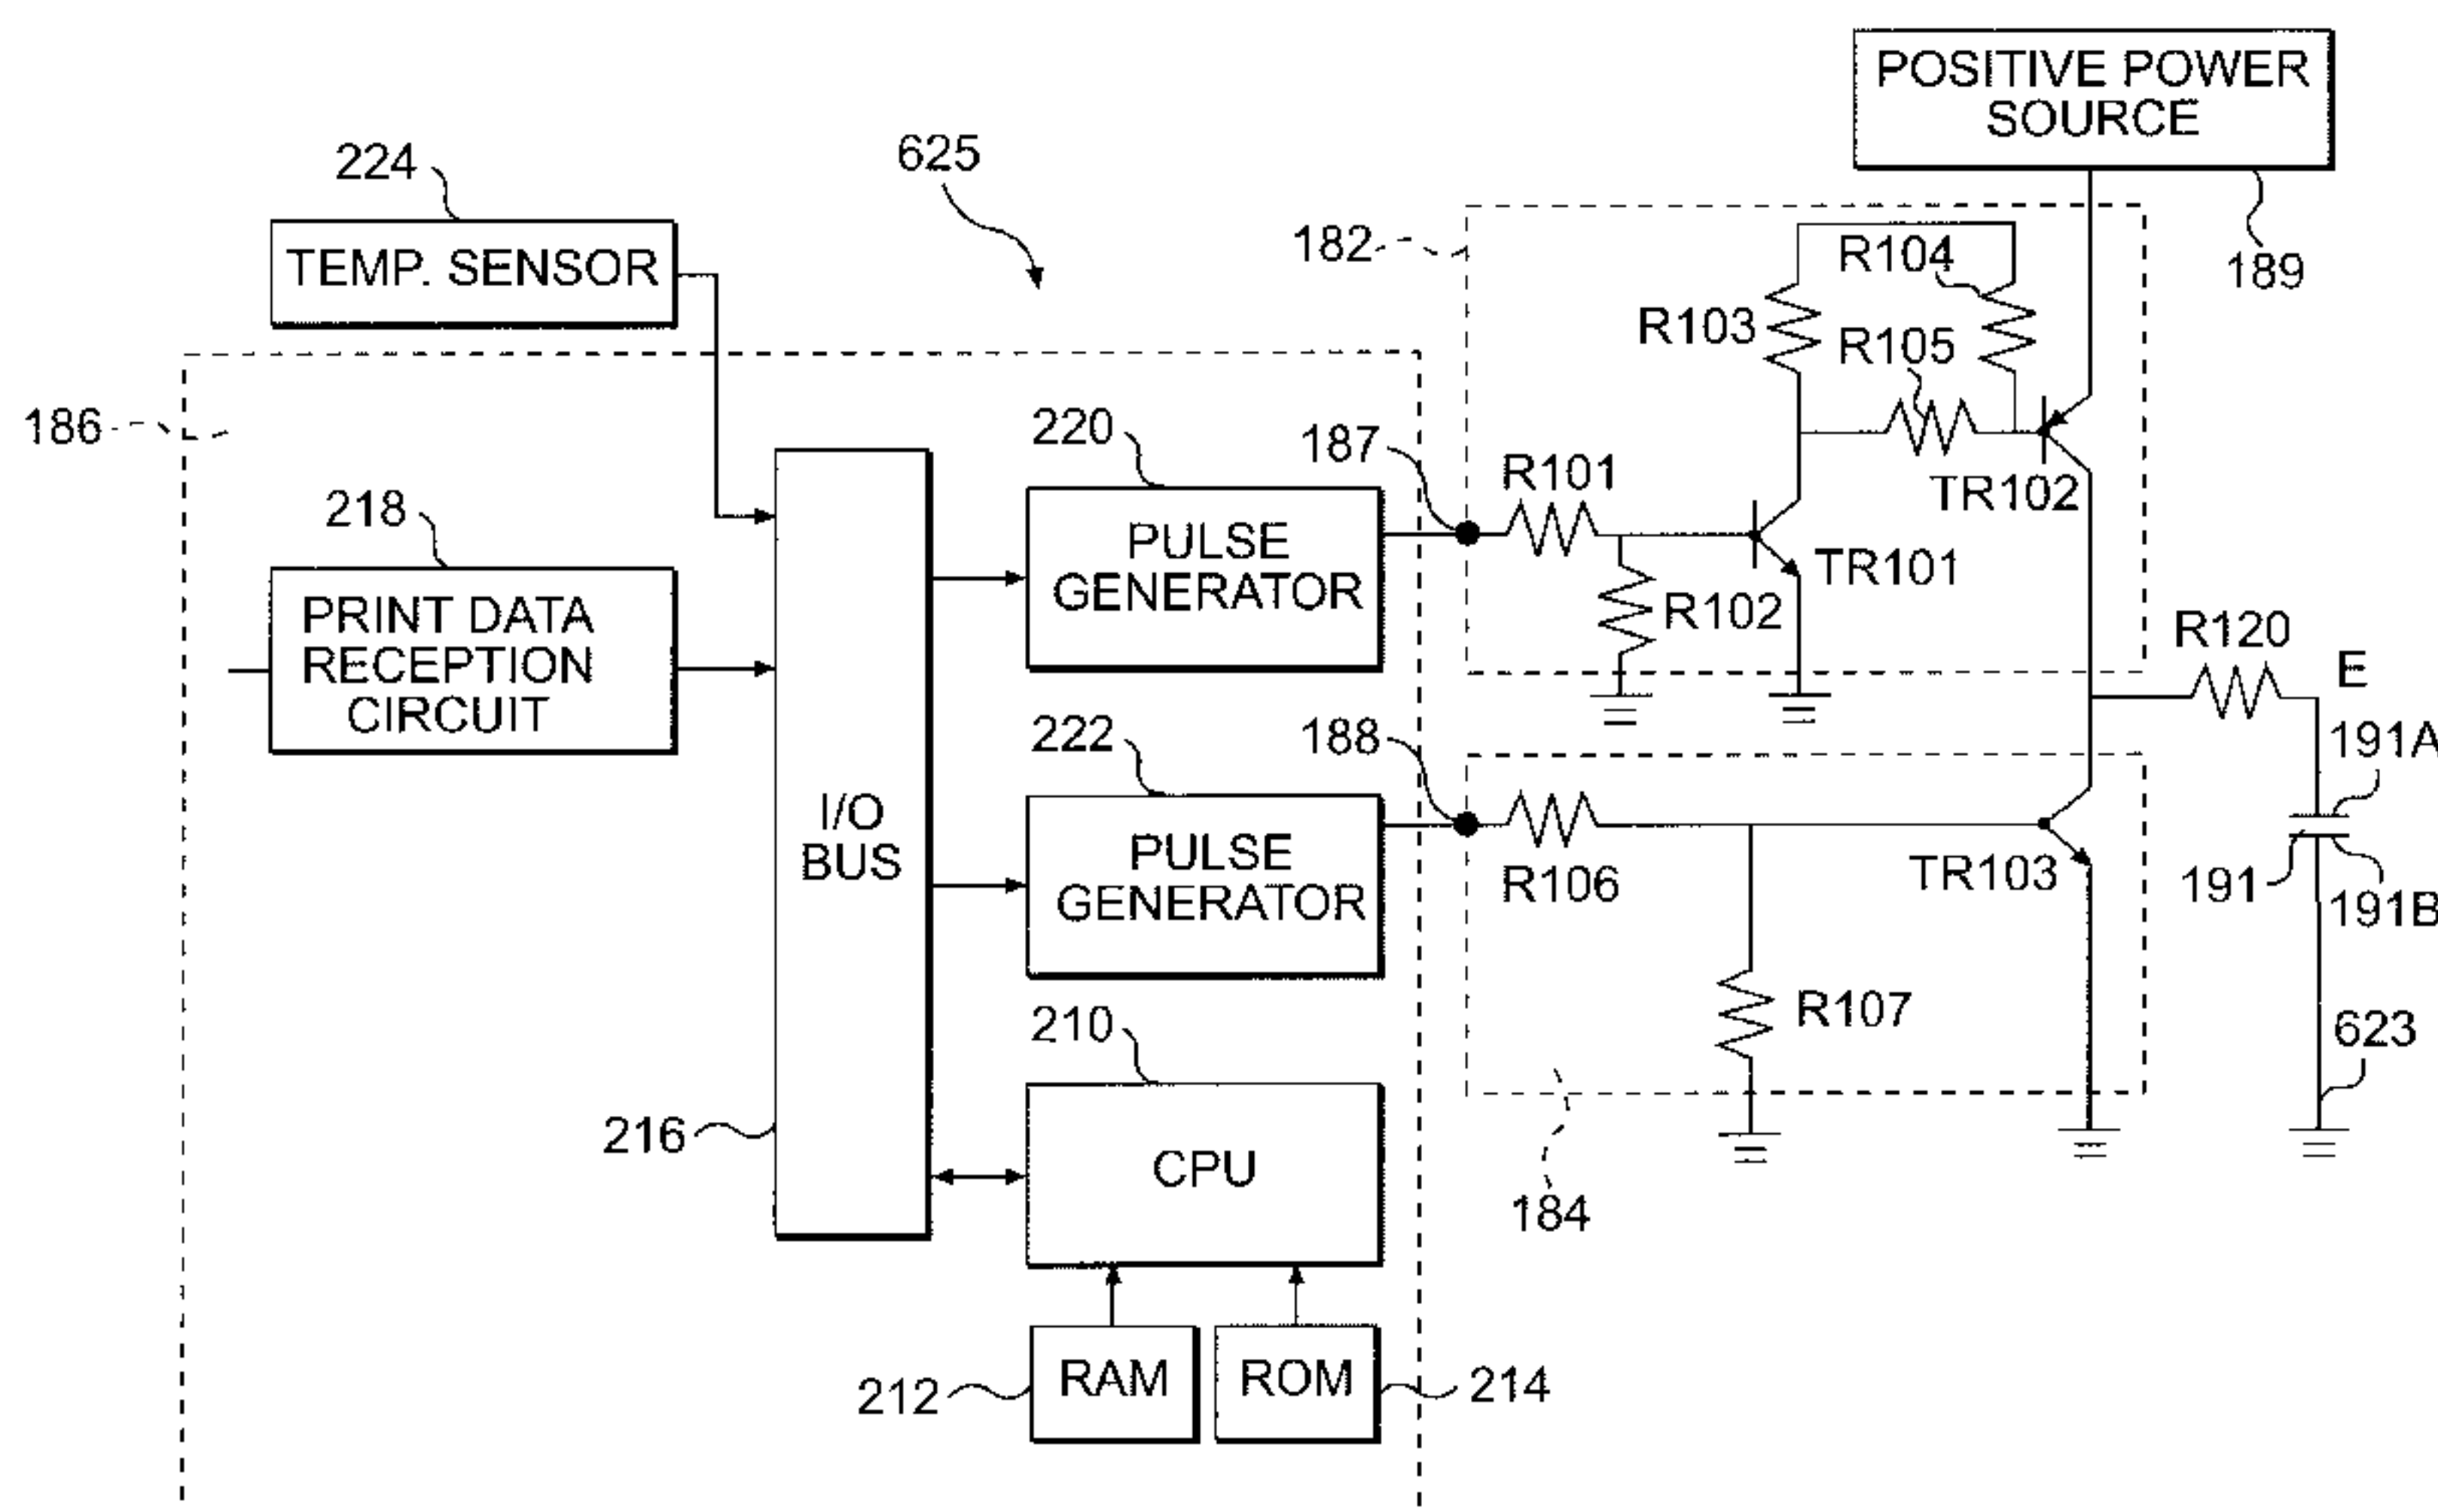 POSITIVE POWER
SOURCE
224
625
182
189
TEMP. SENSOR
R104
R103
R105
186
220
187
R101
TR102
218
PULSE
GENERATOR
TR101
PRINT DATA
RECEPTION
CIRCUIT
R102
R120
E
222
188
191A
I/O
BUS
PULSE
GENERATOR
R106
TR103
191
191B
210
R107
623
216
CPU
184
212
RAM
ROM
214